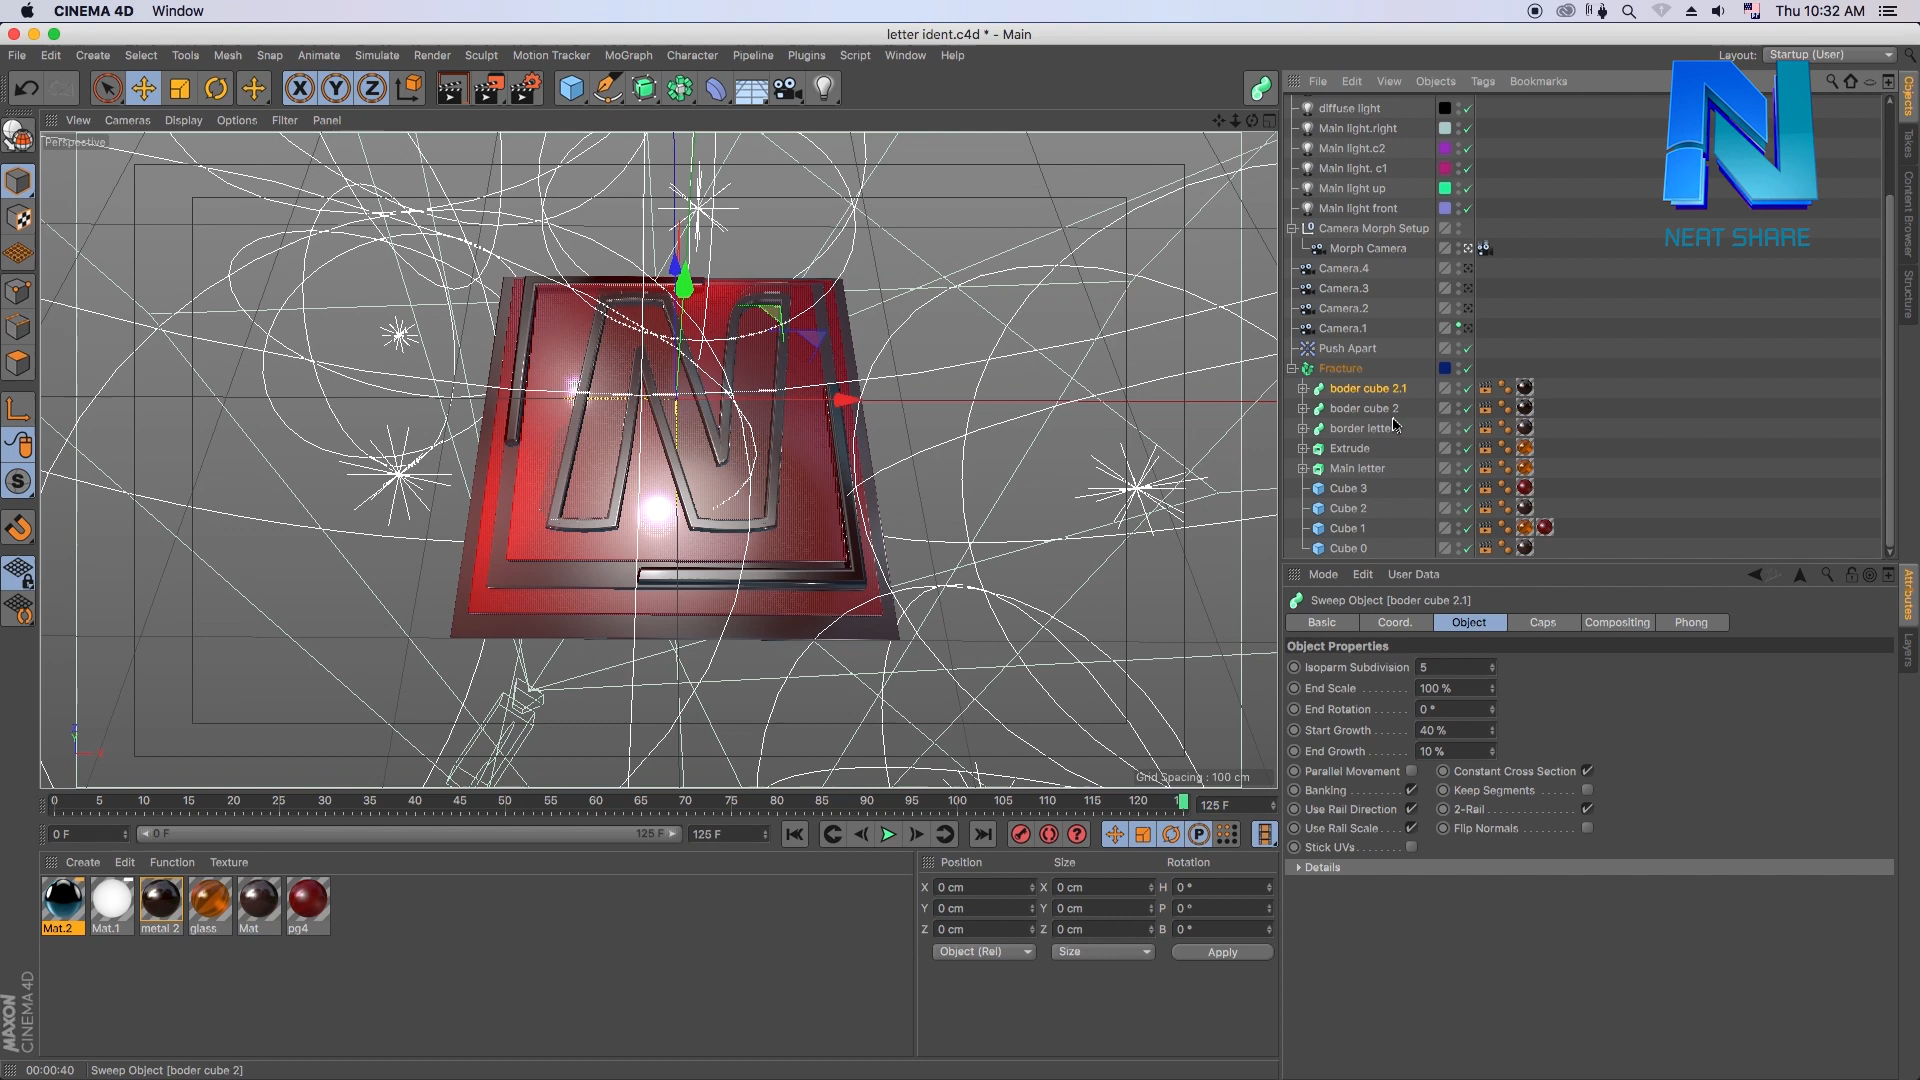 CINEMA 4D Window
Thu 10:32 AM
letter ident.c4d * - Main
File Edit Create Select Tools Mesh Snap Animate Simulate Render Sculpt Motion Tracker MoGraph Character Pipeline Plugins Script Window Help
Layout: Startup (User)
X Y Z
File Edit View Objects Tags Bookmarks
View Cameras Display Options Filter Panel
Perspective
diffuse light
Main light.right
Main light.c2
Main light. c1
Main light up
Main light front
Camera Morph Setup
Morph Camera
Camera.4
Camera.3
Camera.2
Camera.1
Push Apart
Fracture
boder cube 2.1
boder cube 2
border letter
Extrude
Main letter
Cube 3
Cube 2
Cube 1
Cube 0
NEAT SHARE
Objects
Takes
Content Browser
Structure
Attributes
Layers
Mode Edit User Data
Sweep Object [boder cube 2.1]
Basic Coord. Object Caps Compositing Phong
Object Properties
Isoparm Subdivision 5
End Scale 100 %
End Rotation 0 °
Start Growth 40 %
End Growth 10 %
Parallel Movement Constant Cross Section
Banking Keep Segments
Use Rail Direction 2-Rail
Use Rail Scale Flip Normals
Stick UVs
Details
Grid Spacing : 100 cm
0 5 10 15 20 25 30 35 40 45 50 55 60 65 70 75 80 85 90 95 100 105 110 115 120 125 F
0 F 0 F 125 F 125 F
Create Edit Function Texture
Mat.2 Mat.1 metal 2 glass Mat pg4
Position Size Rotation
X 0 cm X 0 cm H 0 °
Y 0 cm Y 0 cm P 0 °
Z 0 cm Z 0 cm B 0 °
Object (Rel) Size Apply
MAXON
CINEMA 4D
00:00:40 Sweep Object [boder cube 2]